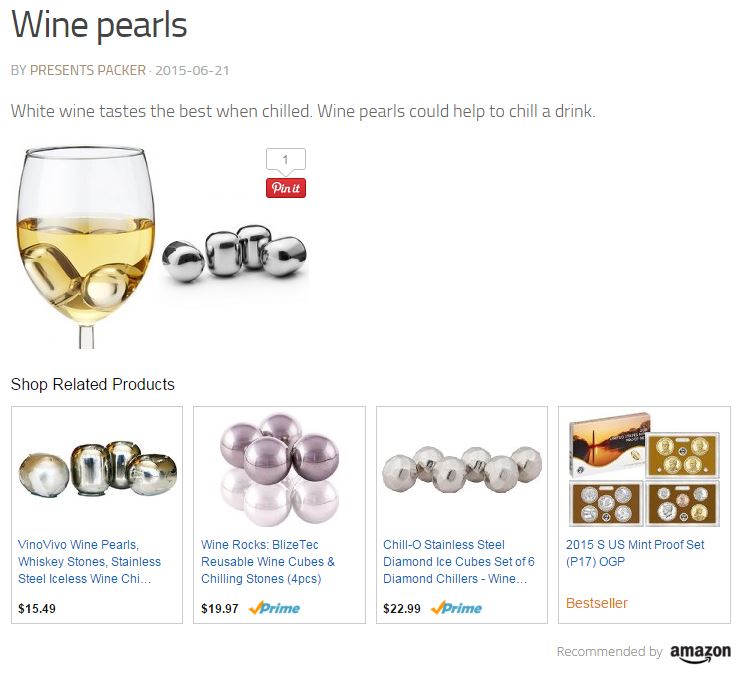 Wine pearls
BY PRESENTS PACKER · 2015-06-21
White wine tastes the best when chilled. Wine pearls could help to chill a drink.
1
Pin it
Shop Related Products
VinoVivo Wine Pearls,
Whiskey Stones, Stainless
Steel Iceless Wine Chi...
$15.49
Wine Rocks: BlizeTec
Reusable Wine Cubes &
Chilling Stones (4pcs)
$19.97 Prime
Chill-O Stainless Steel
Diamond Ice Cubes Set of 6
Diamond Chillers - Wine...
$22.99 Prime
2015 S US Mint Proof Set
(P17) OGP
Bestseller
Recommended by amazon